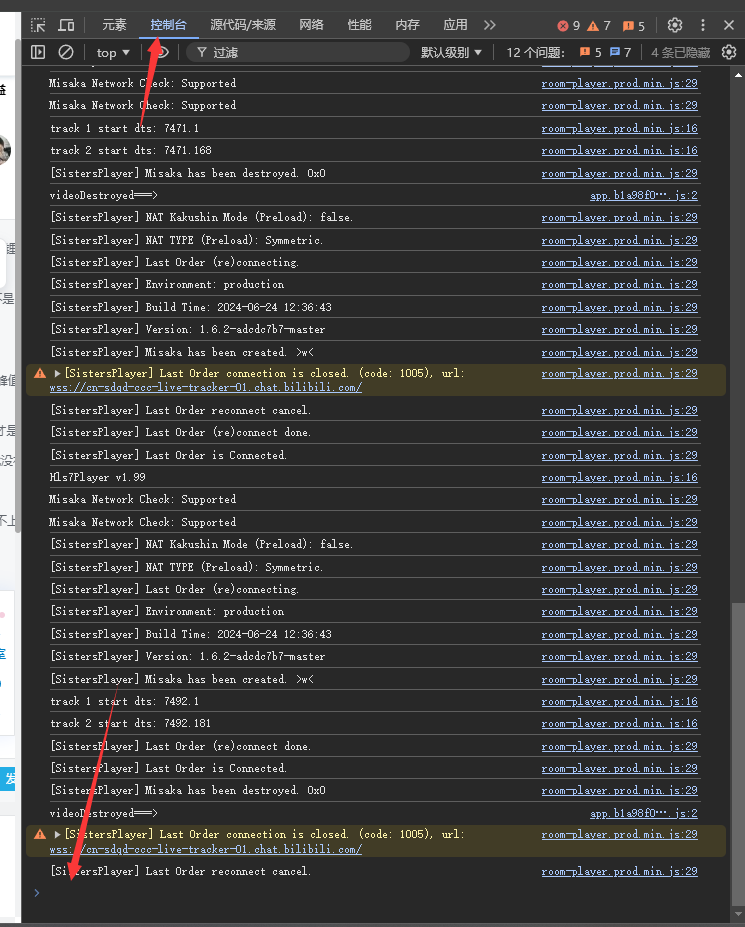 元素 控制台 源代码/来源 网络 性能 内存 应用 9 7 5
top 过滤 默认级别 12 个问题: 5 7 4 条已隐藏
Misaka Network Check: Supported room-player.prod.min.js:29
Misaka Network Check: Supported room-player.prod.min.js:29
track 1 start dts: 7471.1 room-player.prod.min.js:16
track 2 start dts: 7471.168 room-player.prod.min.js:16
[SistersPlayer] Misaka has been destroyed. 0x0 room-player.prod.min.js:29
videoDestroyed===> app.b1a98f0….js:2
[SistersPlayer] NAT Kakushin Mode (Preload): false. room-player.prod.min.js:29
[SistersPlayer] NAT TYPE (Preload): Symmetric. room-player.prod.min.js:29
[SistersPlayer] Last Order (re)connecting. room-player.prod.min.js:29
[SistersPlayer] Environment: production room-player.prod.min.js:29
[SistersPlayer] Build Time: 2024-06-24 12:36:43 room-player.prod.min.js:29
[SistersPlayer] Version: 1.6.2-adcdc7b7-master room-player.prod.min.js:29
[SistersPlayer] Misaka has been created. >w< room-player.prod.min.js:29
[SistersPlayer] Last Order connection is closed. (code: 1005), url: room-player.prod.min.js:29
wss://cn-sdqd-ccc-live-tracker-01.chat.bilibili.com/
[SistersPlayer] Last Order reconnect cancel. room-player.prod.min.js:29
[SistersPlayer] Last Order (re)connect done. room-player.prod.min.js:29
[SistersPlayer] Last Order is Connected. room-player.prod.min.js:29
Hls7Player v1.99 room-player.prod.min.js:16
Misaka Network Check: Supported room-player.prod.min.js:29
Misaka Network Check: Supported room-player.prod.min.js:29
[SistersPlayer] NAT Kakushin Mode (Preload): false. room-player.prod.min.js:29
[SistersPlayer] NAT TYPE (Preload): Symmetric. room-player.prod.min.js:29
[SistersPlayer] Last Order (re)connecting. room-player.prod.min.js:29
[SistersPlayer] Environment: production room-player.prod.min.js:29
[SistersPlayer] Build Time: 2024-06-24 12:36:43 room-player.prod.min.js:29
[SistersPlayer] Version: 1.6.2-adcdc7b7-master room-player.prod.min.js:29
[SistersPlayer] Misaka has been created. >w< room-player.prod.min.js:29
track 1 start dts: 7492.1 room-player.prod.min.js:16
track 2 start dts: 7492.181 room-player.prod.min.js:16
[SistersPlayer] Last Order (re)connect done. room-player.prod.min.js:29
[SistersPlayer] Last Order is Connected. room-player.prod.min.js:29
[SistersPlayer] Misaka has been destroyed. 0x0 room-player.prod.min.js:29
videoDestroyed===> app.b1a98f0….js:2
[SistersPlayer] Last Order connection is closed. (code: 1005), url: room-player.prod.min.js:29
wss://cn-sdqd-ccc-live-tracker-01.chat.bilibili.com/
[SistersPlayer] Last Order reconnect cancel. room-player.prod.min.js:29